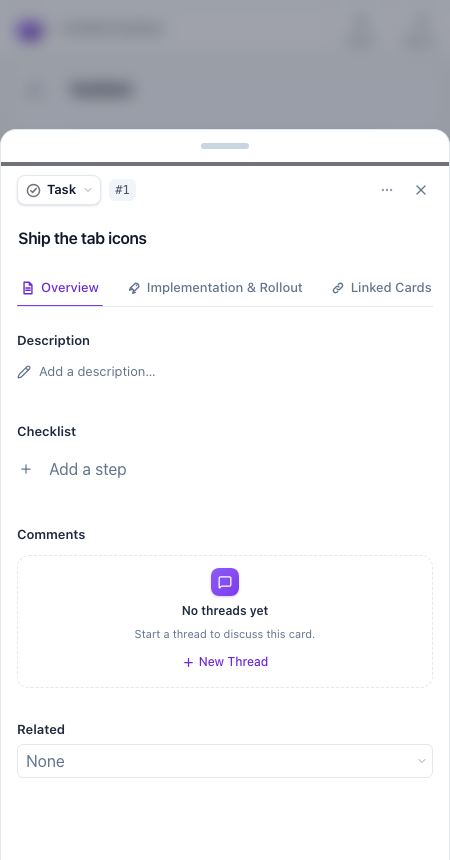 Task
#1
Ship the tab icons
Overview
Implementation & Rollout
Linked Cards
Description
Add a description...
Checklist
Add a step
Comments
No threads yet
Start a thread to discuss this card.
New Thread
Related
None